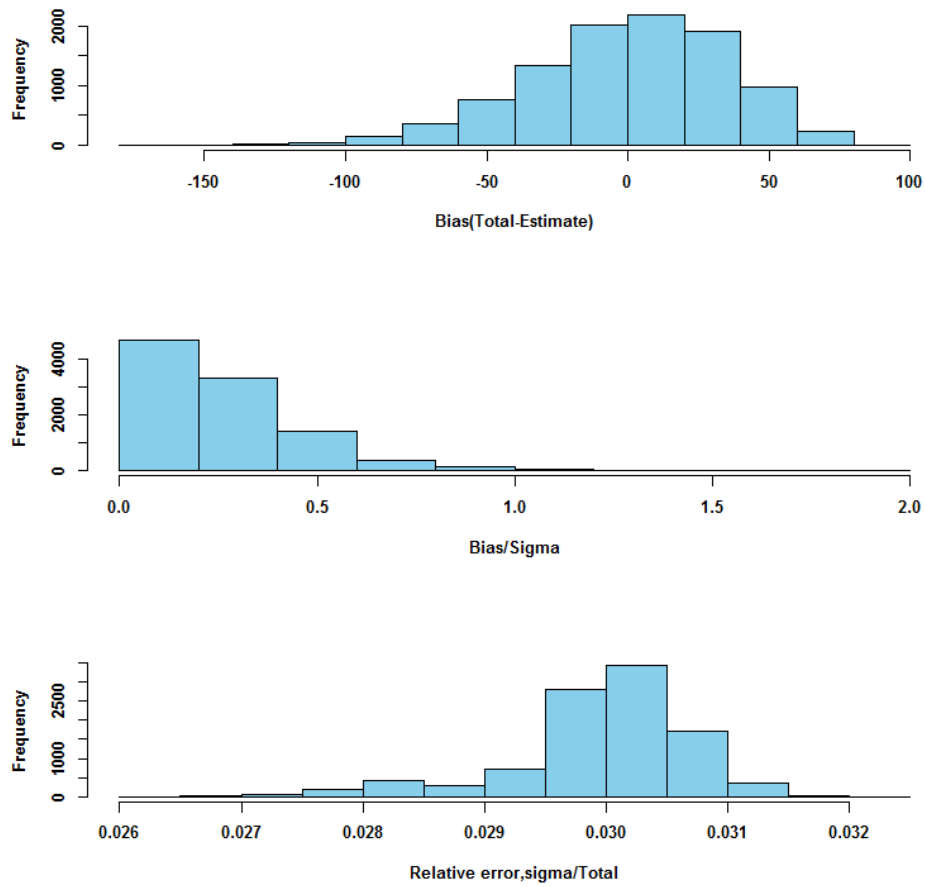 Frequency
2000
1000
0
-150 -100 -50 0 50 100
Bias(Total-Estimate)
Frequency
4000
2000
0
0.0 0.5 1.0 1.5 2.0
Bias/Sigma
Frequency
2500
1000
0
0.026 0.027 0.028 0.029 0.030 0.031 0.032
Relative error,sigma/Total